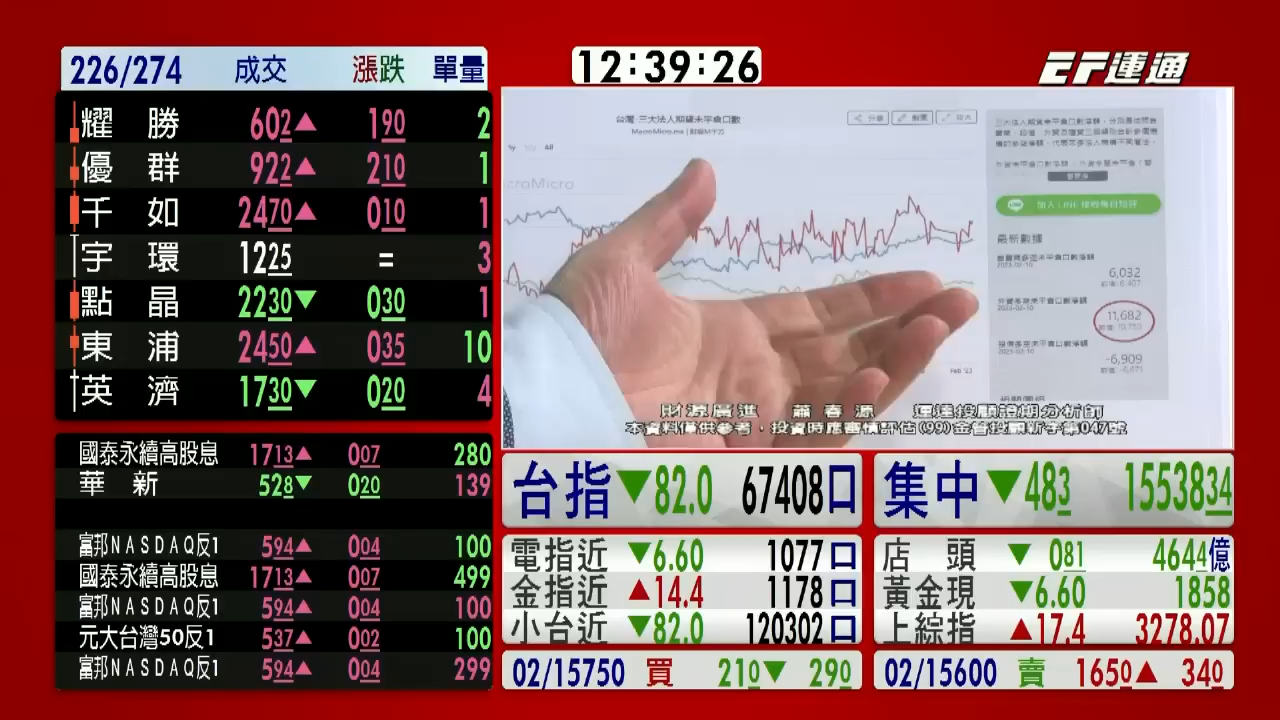 226/274 成交 漲跌 單量
12:39:26
EF運通
耀勝 602▲ 190 2
優群 922▲ 210 1
千如 2470▲ 010 1
宇環 1225 = 3
點晶 2230▼ 030 1
東浦 2450▲ 035 10
英濟 1730▼ 020 4
國泰永續高股息 1713▲ 007 280
華新 528▼ 020 139
富邦NASDAQ反1 594▲ 004 100
國泰永續高股息 1713▲ 007 499
富邦NASDAQ反1 594▲ 004 100
元大台灣50反1 537▲ 002 100
富邦NASDAQ反1 594▲ 004 299
台灣-三大法人期貨未平倉口數
分享
All
最新數據
2023-02-10
6,032
2023-02-10
11,682
2023-02-10
-6,909
Feb '23
財源廣進 蕭春源 運達投顧證期分析師
本資料僅供參考，投資時應審慎評估(99)金管投顧新字第047號
台指▼82.0 67408口
集中▼483 1553834
電指近 ▼6.60 1077口
金指近 ▲14.4 1178口
小台近 ▼82.0 120302口
店頭 ▼081 4644億
黃金現 ▼6.60 1858
上綜指 ▲17.4 3278.07
02/15750 買 210▼ 290
02/15600 賣 1650▲ 340